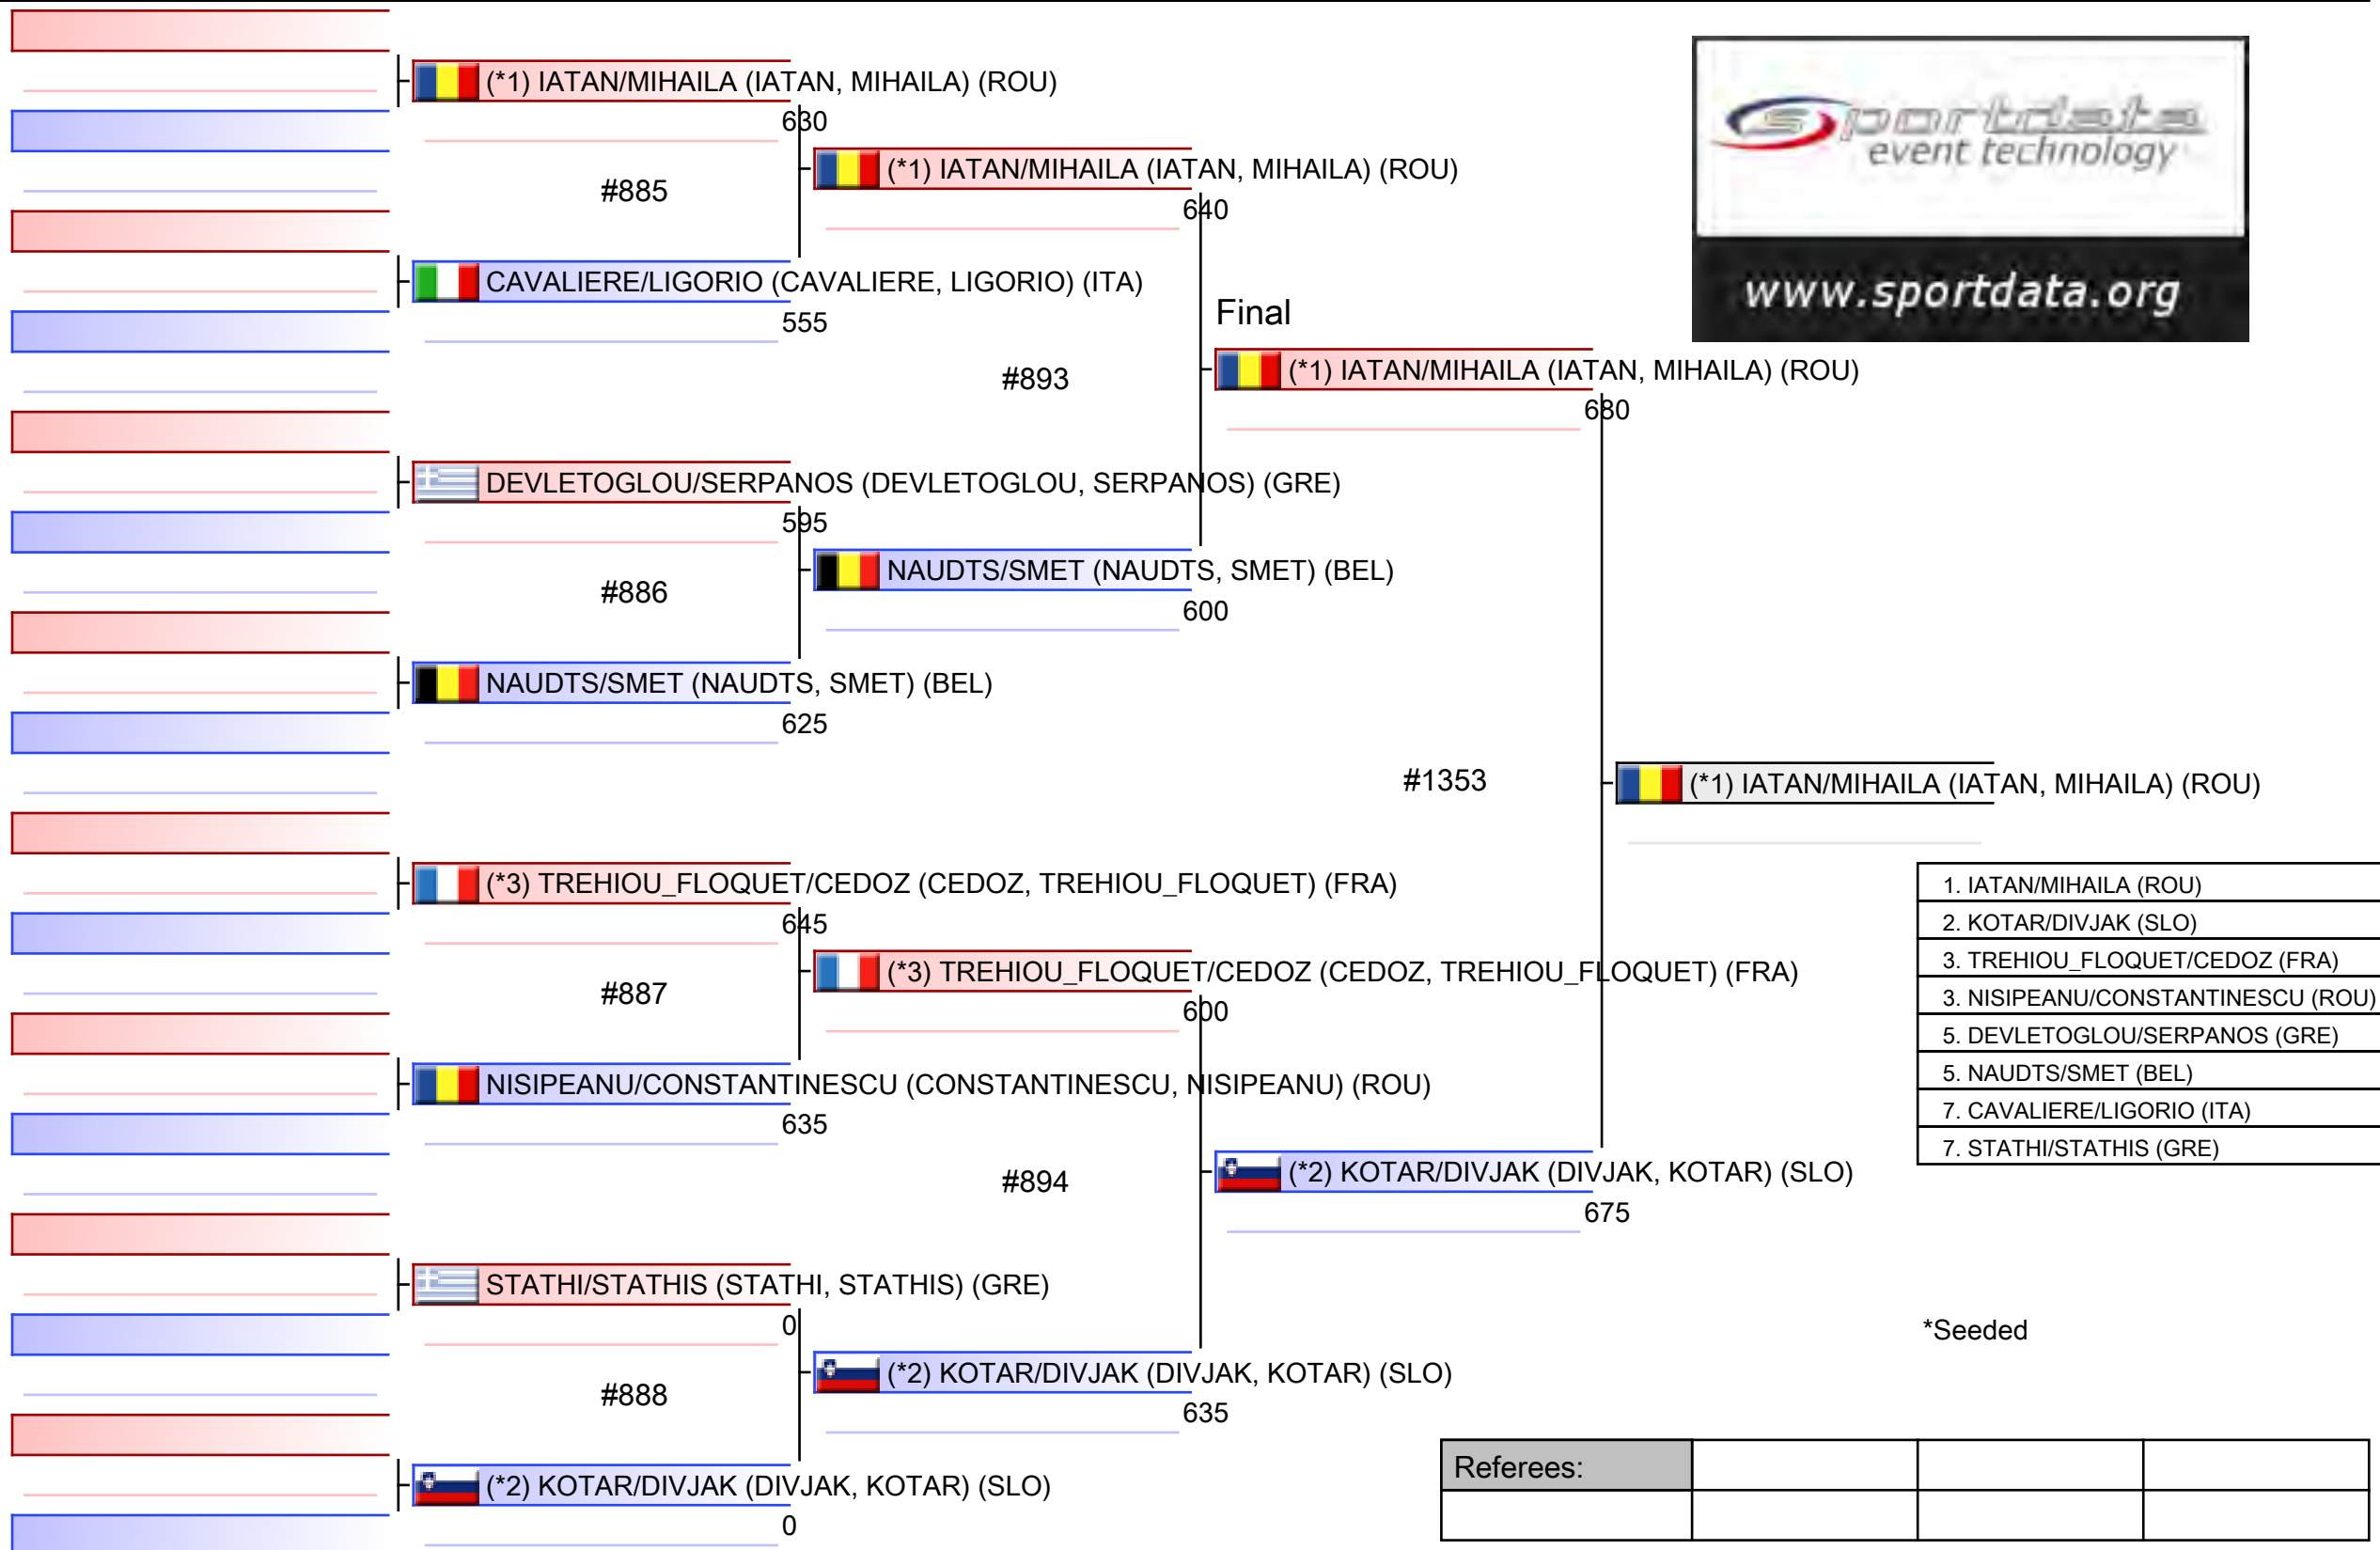 (*1) IATAN/MIHAILA (IATAN, MIHAILA) (ROU)
630
#885
CAVALIERE/LIGORIO (CAVALIERE, LIGORIO) (ITA)
555
DEVLETOGLOU/SERPANOS (DEVLETOGLOU, SERPANOS) (GRE)
595
#886
NAUDTS/SMET (NAUDTS, SMET) (BEL)
625
(*3) TREHIOU_FLOQUET/CEDOZ (CEDOZ, TREHIOU_FLOQUET) (FRA)
645
#887
NISIPEANU/CONSTANTINESCU (CONSTANTINESCU, NISIPEANU) (ROU)
635
STATHI/STATHIS (STATHI, STATHIS) (GRE)
0
#888
(*2) KOTAR/DIVJAK (DIVJAK, KOTAR) (SLO)
0
(*1) IATAN/MIHAILA (IATAN, MIHAILA) (ROU)
640
#893
NAUDTS/SMET (NAUDTS, SMET) (BEL)
600
(*3) TREHIOU_FLOQUET/CEDOZ (CEDOZ, TREHIOU_FLOQUET) (FRA)
600
#894
(*2) KOTAR/DIVJAK (DIVJAK, KOTAR) (SLO)
635
Final
(*1) IATAN/MIHAILA (IATAN, MIHAILA) (ROU)
680
#1353
(*2) KOTAR/DIVJAK (DIVJAK, KOTAR) (SLO)
675
sportdata
event technology
www.sportdata.org
(*1) IATAN/MIHAILA (IATAN, MIHAILA) (ROU)
1. IATAN/MIHAILA (ROU)
2. KOTAR/DIVJAK (SLO)
3. TREHIOU_FLOQUET/CEDOZ (FRA)
3. NISIPEANU/CONSTANTINESCU (ROU)
5. DEVLETOGLOU/SERPANOS (GRE)
5. NAUDTS/SMET (BEL)
7. CAVALIERE/LIGORIO (ITA)
7. STATHI/STATHIS (GRE)
*Seeded
Referees: